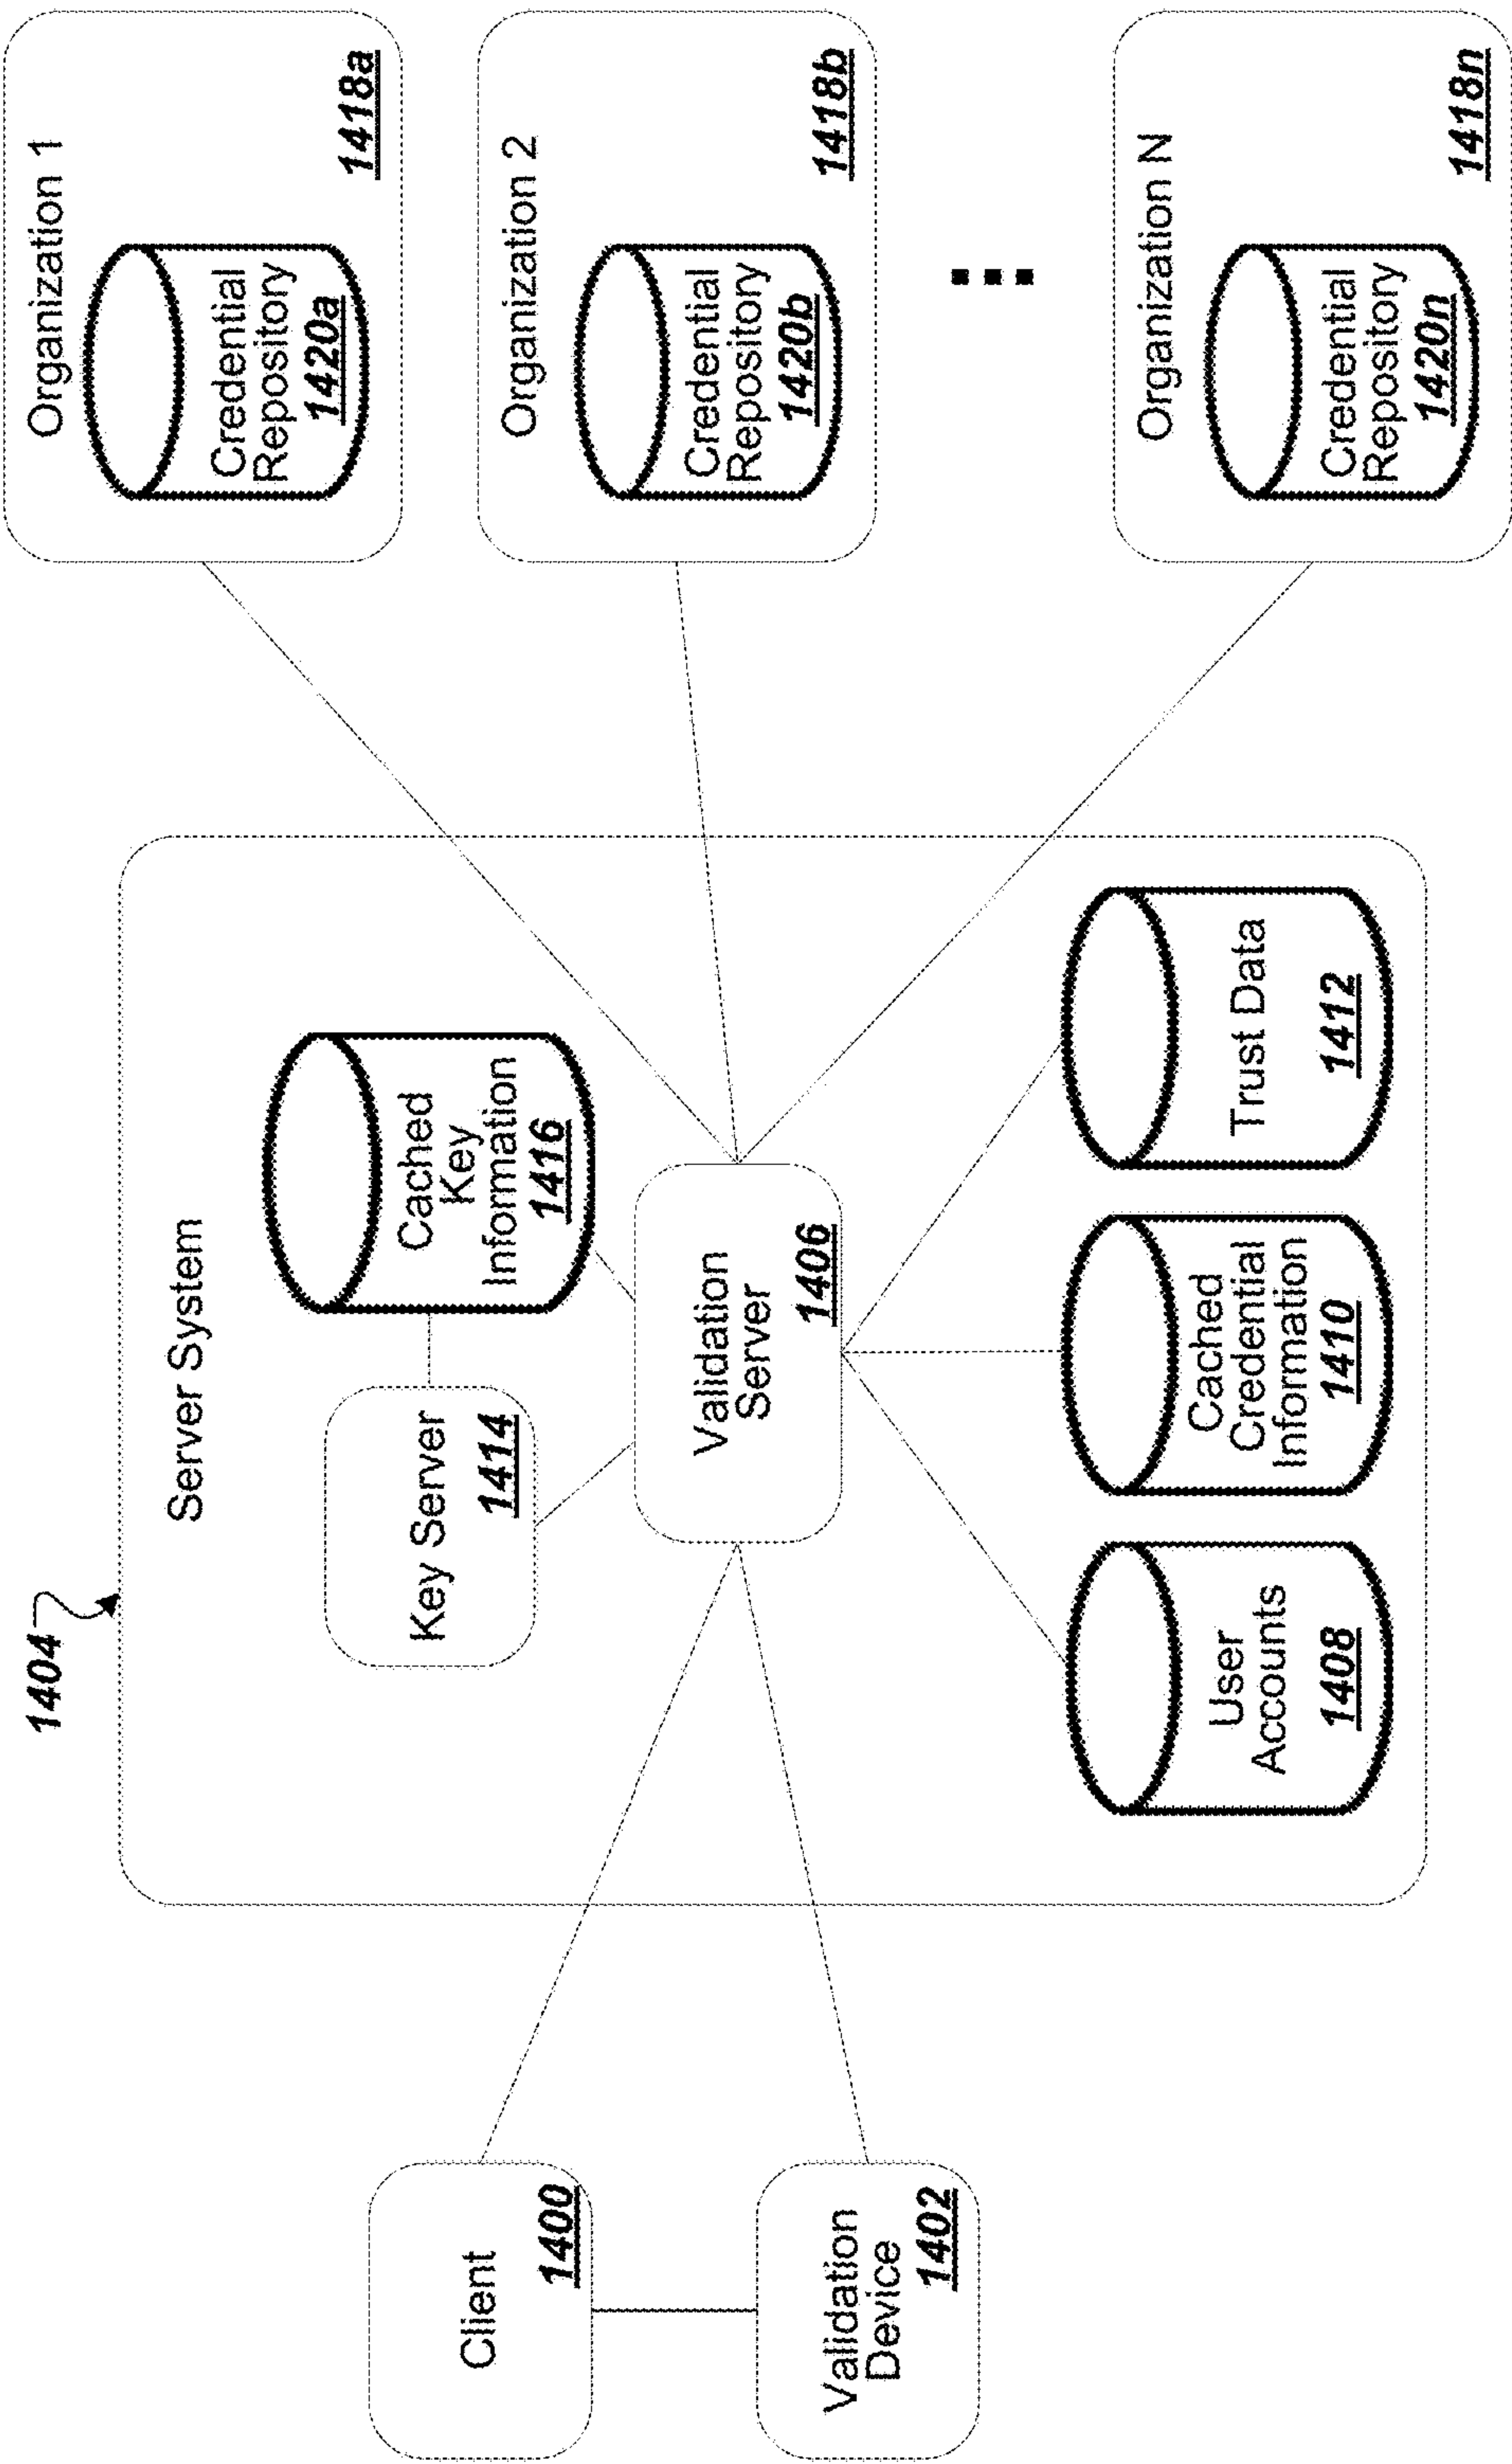 1404
Server System
Client
1400
Validation
Device
1402
Key Server
1414
Cached
Key
Information
1416
Validation
Server
1406
User
Accounts
1408
Cached
Credential
Information
1410
Trust Data
1412
Organization 1
Credential
Repository
1420a
1418a
Organization 2
Credential
Repository
1420b
1418b
Organization N
Credential
Repository
1420n
1418n